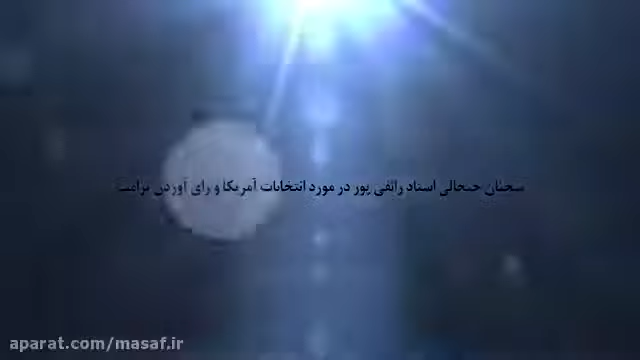 سخنان جنجالی استاد رائفی پور در مورد انتخابات آمریکا و رای آوردن ترامپ
aparat.com/masaf.ir